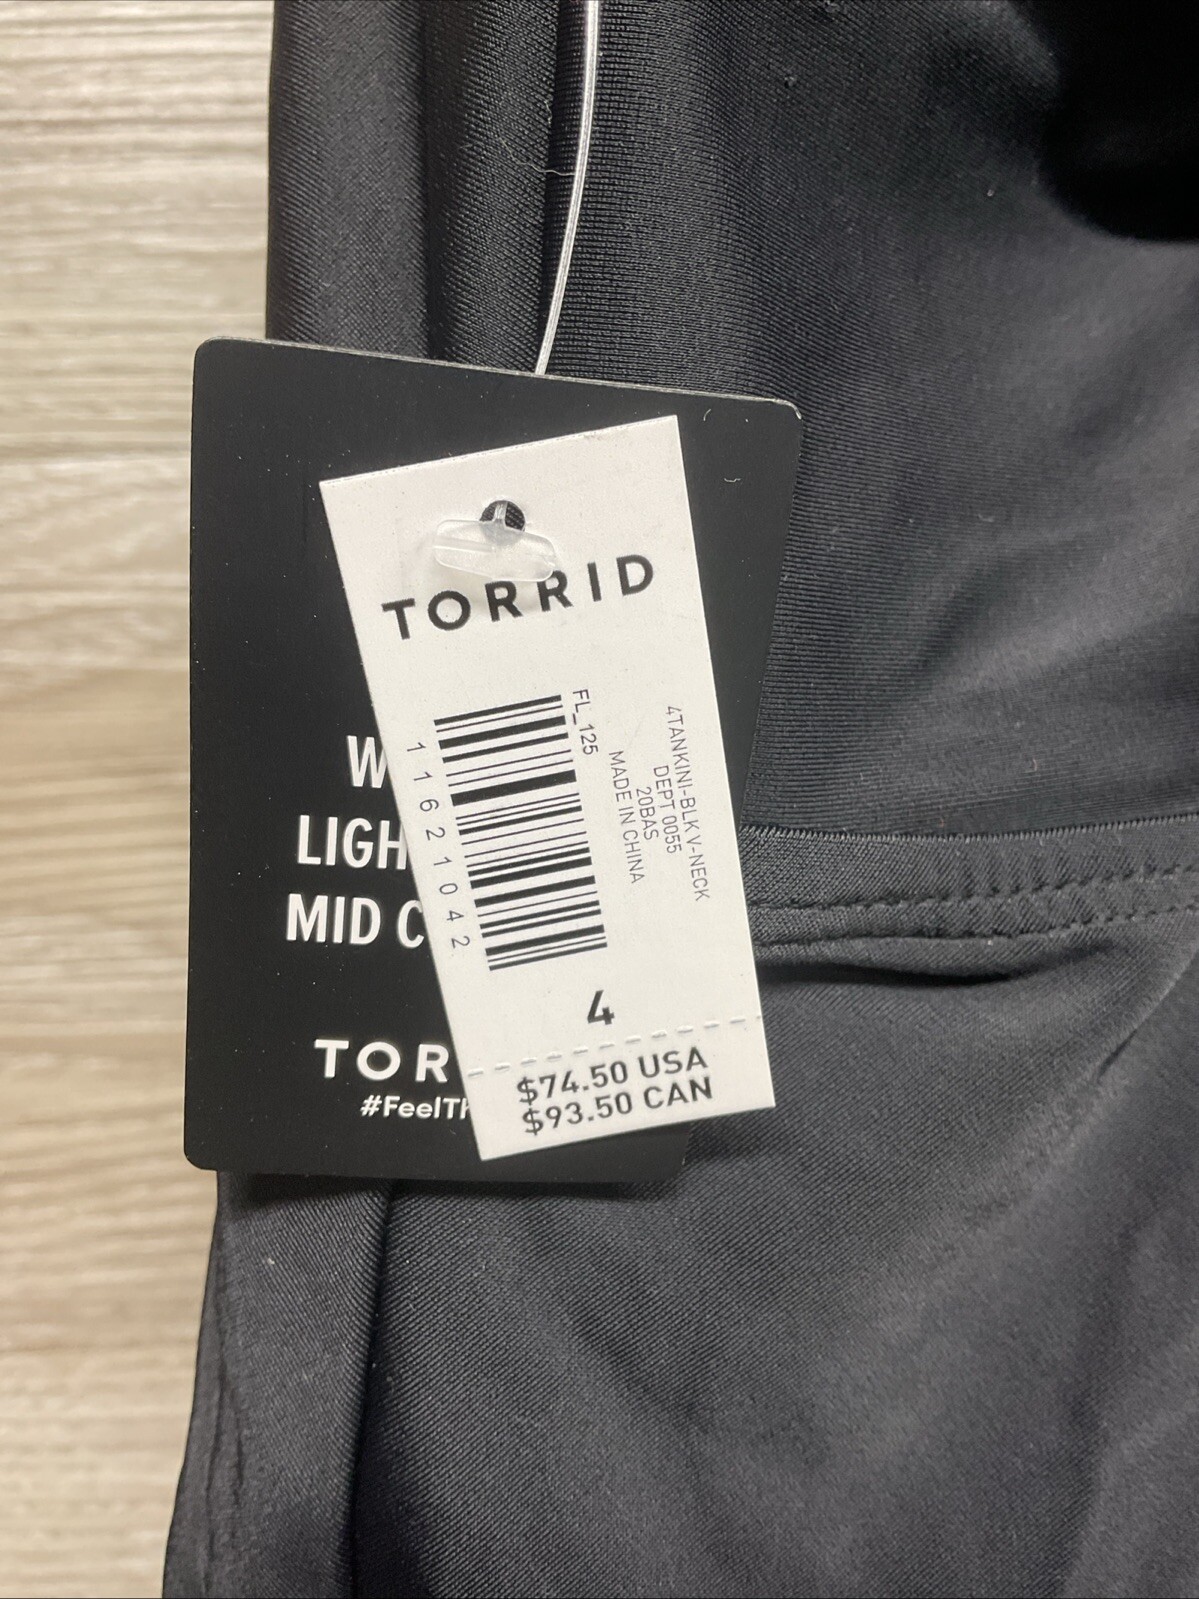 TORRID
4TANKINI-BLK V-NECK
DEPT 0055
20BAS
MADE IN CHINA
FL_125
11621042
4
$74.50 USA
$93.50 CAN
W
LIGH
MID C
TOR
#FeelTh